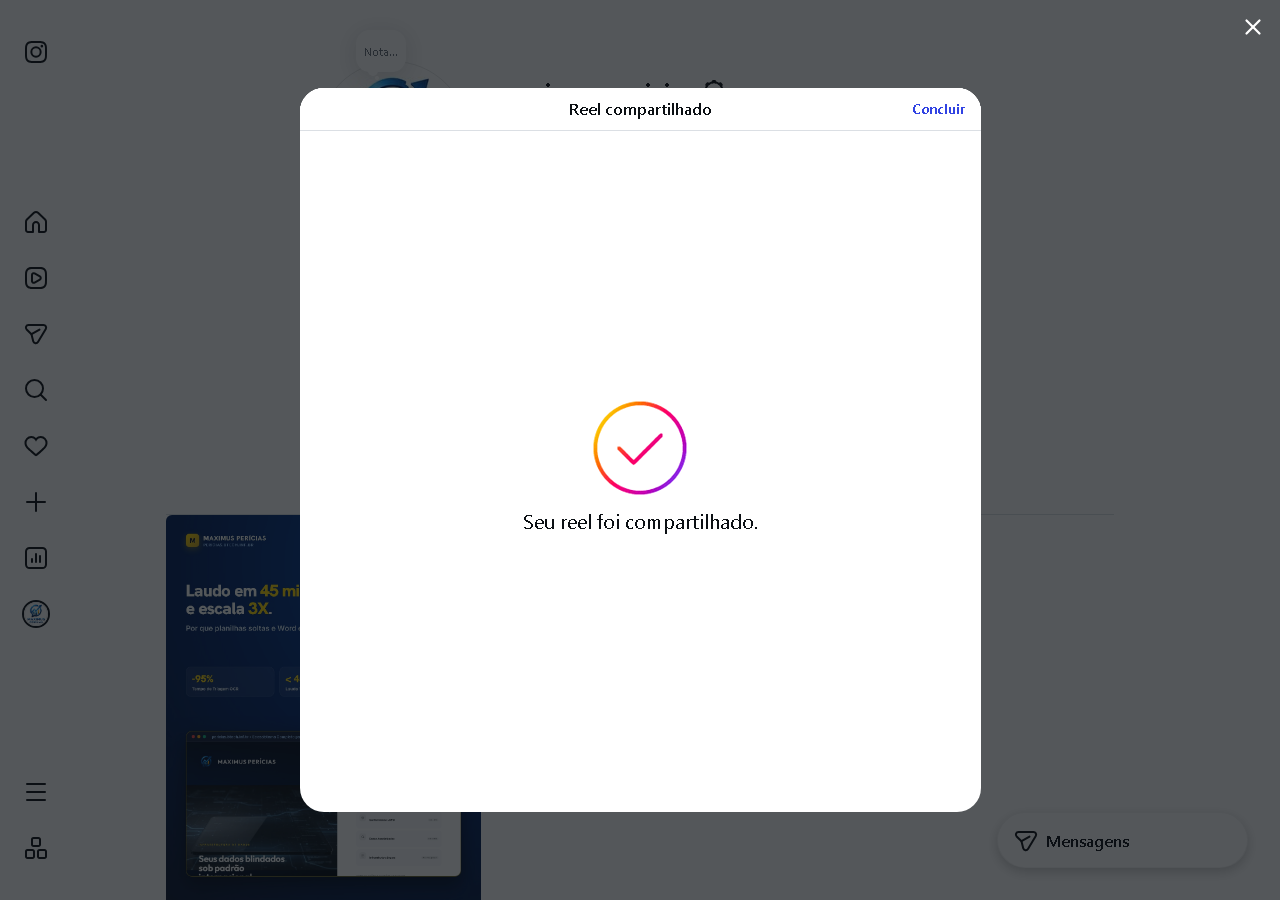 Nota...
Reel compartilhado
Concluir
Seu reel foi compartilhado.
MAXIMUS PERÍCIAS
Laudo em 45 mi
e escala 3X.
Por que planilhas soltas e Word
-95%
< 4
MAXIMUS PERÍCIAS
Seus dados blindados
sob padrão
Mensagens